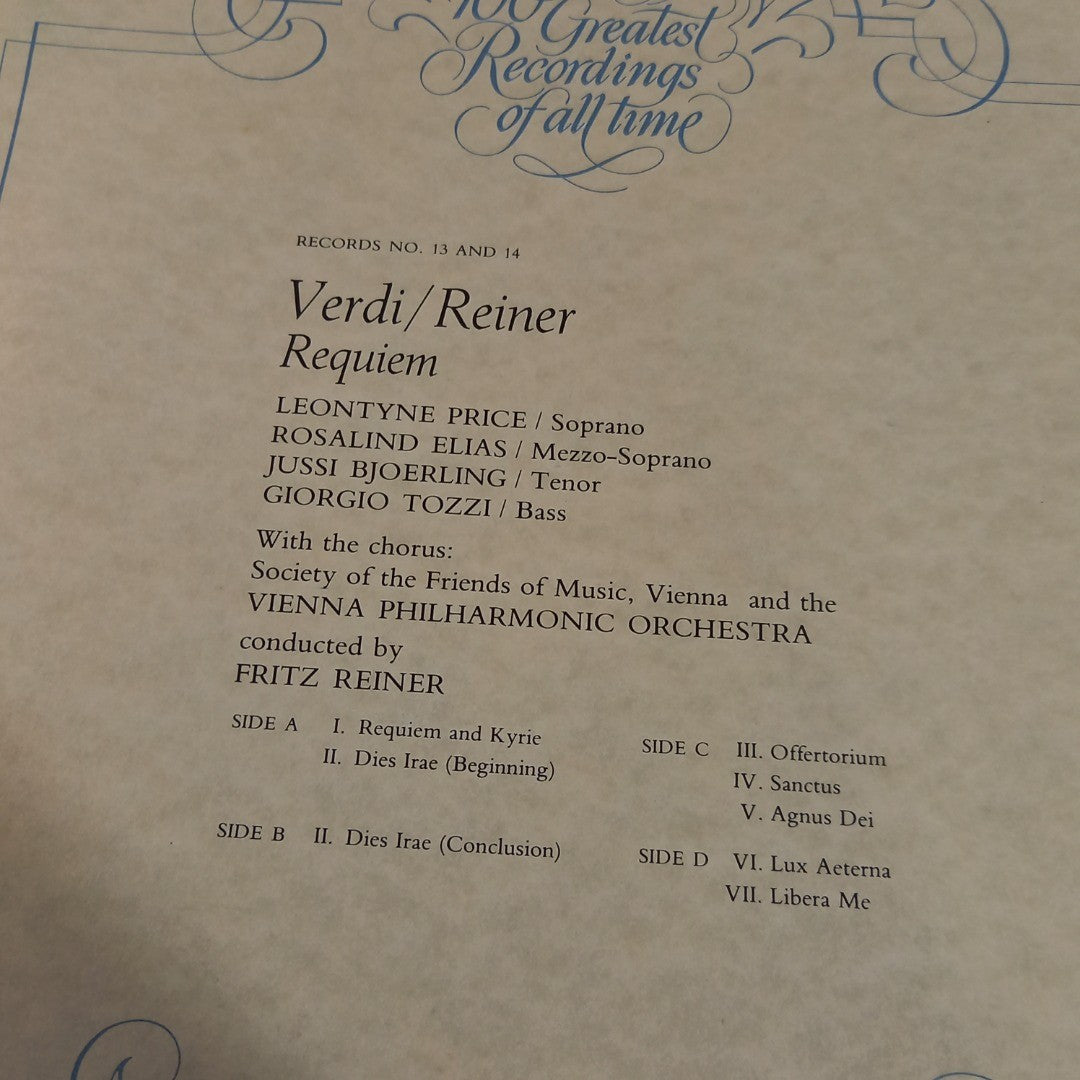 100
Greatest
Recordings
of all time
RECORDS NO. 13 AND 14
Verdi/Reiner
Requiem
LEONTYNE PRICE / Soprano
ROSALIND ELIAS / Mezzo-Soprano
JUSSI BJOERLING / Tenor
GIORGIO TOZZI / Bass
With the chorus:
Society of the Friends of Music, Vienna and the
VIENNA PHILHARMONIC ORCHESTRA
conducted by
FRITZ REINER
SIDE A I. Requiem and Kyrie
II. Dies Irae (Beginning)
SIDE B II. Dies Irae (Conclusion)
SIDE C III. Offertorium
IV. Sanctus
V. Agnus Dei
SIDE D VI. Lux Aeterna
VII. Libera Me